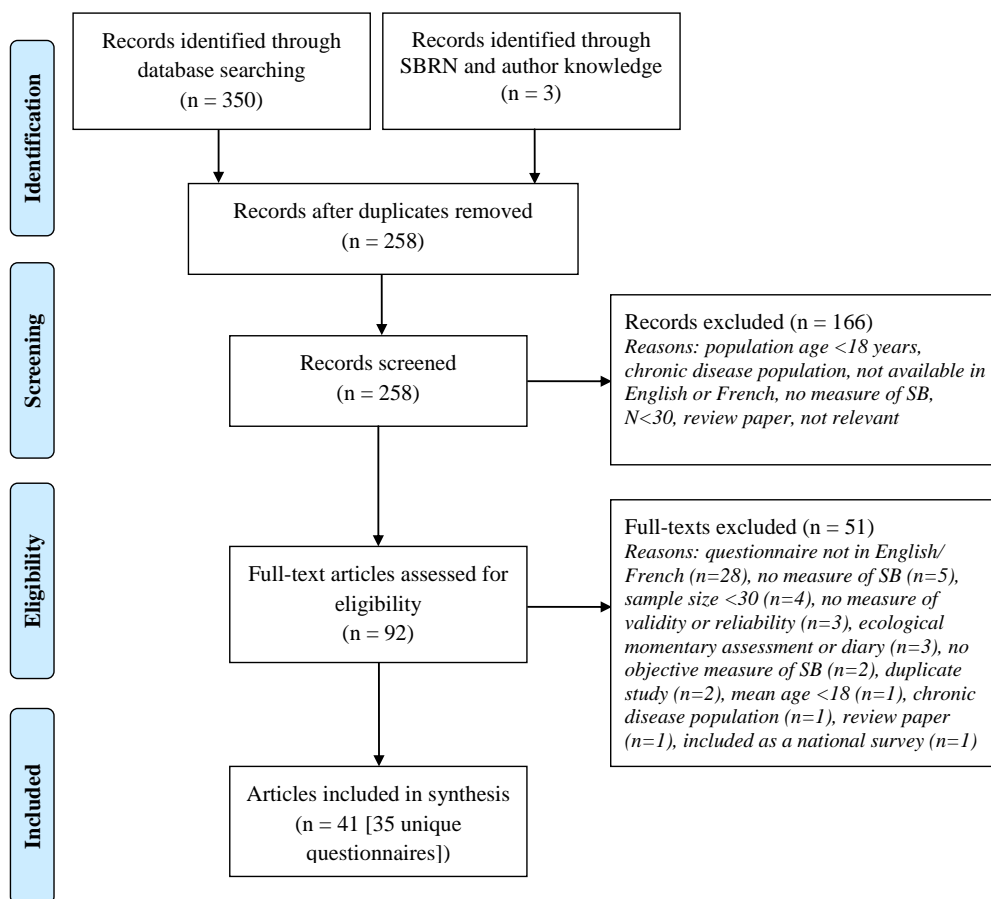 Identification
Records identified through
database searching
(n = 350)
Records identified through
SBRN and author knowledge
(n = 3)
Records after duplicates removed
(n = 258)
Screening
Records screened
(n = 258)
Records excluded (n = 166)
Reasons: population age <18 years,
chronic disease population, not available in
English or French, no measure of SB,
N<30, review paper, not relevant
Eligibility
Full-text articles assessed for
eligibility
(n = 92)
Full-texts excluded (n = 51)
Reasons: questionnaire not in English/
French (n=28), no measure of SB (n=5),
sample size <30 (n=4), no measure of
validity or reliability (n=3), ecological
momentary assessment or diary (n=3), no
objective measure of SB (n=2), duplicate
study (n=2), mean age <18 (n=1), chronic
disease population (n=1), review paper
(n=1), included as a national survey (n=1)
Included
Articles included in synthesis
(n = 41 [35 unique
questionnaires])